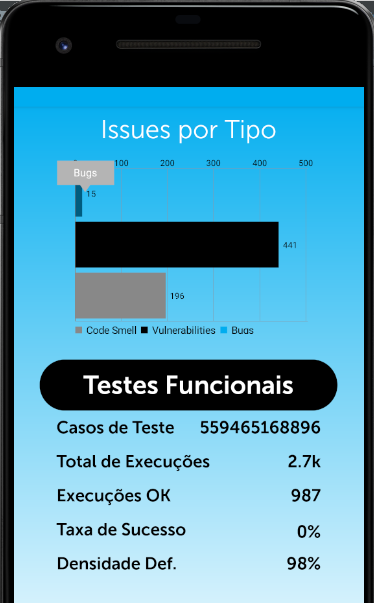 Issues por Tipo
100 200 300 400 500
Bugs
15
441
196
Code Smell Vulnerabilities Bugs
Testes Funcionais
Casos de Teste 559465168896
Total de Execuções 2.7k
Execuções OK 987
Taxa de Sucesso 0%
Densidade Def. 98%